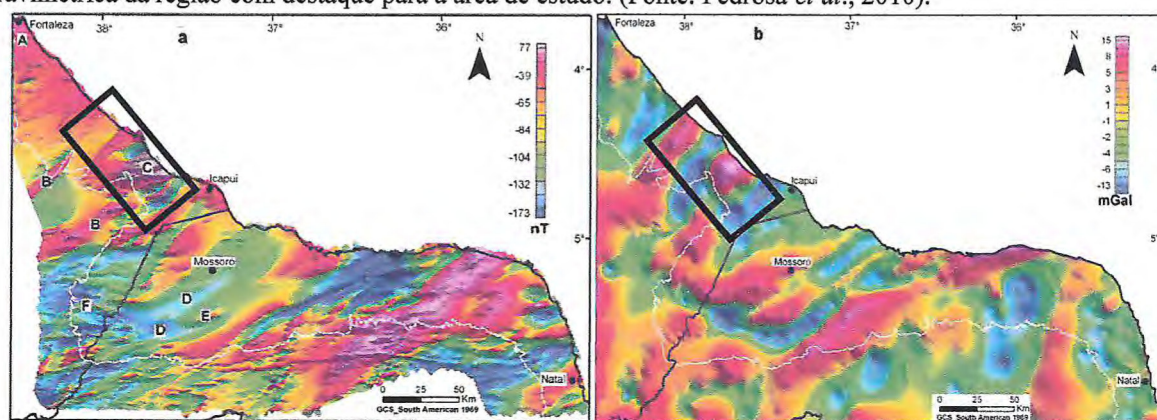 ravimétrica da região com destaque para a área de estudo. (Fonte: Pedrosa et al., 2010).
Fortaleza 38° 37° a 36°
A
N
77
-39
-65
-84
-104
-132
-173
nT
4°
B
C
Icapui
B
5°
Mossoro
D
F
E
D
Natal
0 25 50
Km
GCS_South American 1969
Fortaleza 38° b 37° 36°
N
15
8
5
3
1
-1
-2
-4
-6
-13
mGal
4°
Icapui
5°
Mossoro
Natal
0 25 50
Km
GCS_South American 1969